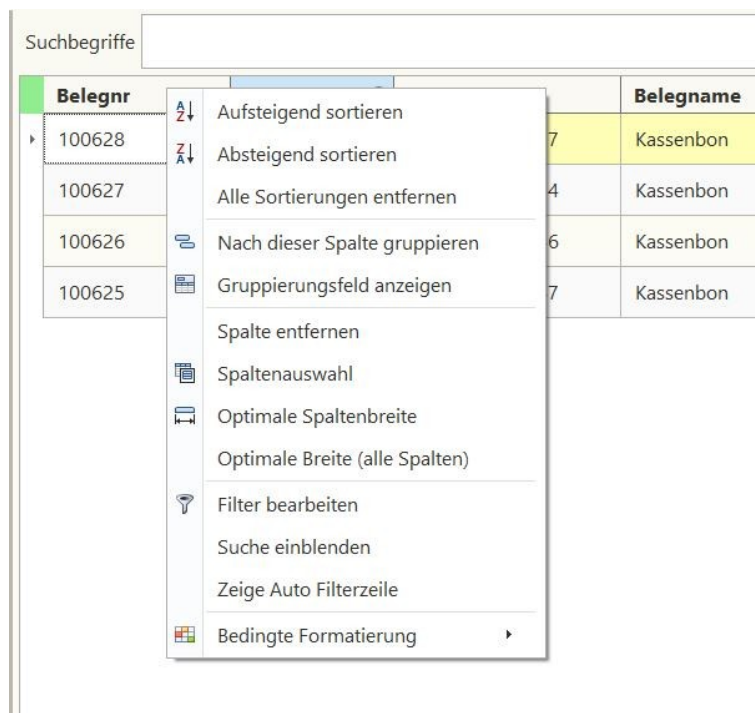 Suchbegriffe
Belegnr Belegname
100628 7 Kassenbon
100627 4 Kassenbon
100626 6 Kassenbon
100625 7 Kassenbon
Aufsteigend sortieren
Absteigend sortieren
Alle Sortierungen entfernen
Nach dieser Spalte gruppieren
Gruppierungsfeld anzeigen
Spalte entfernen
Spaltenauswahl
Optimale Spaltenbreite
Optimale Breite (alle Spalten)
Filter bearbeiten
Suche einblenden
Zeige Auto Filterzeile
Bedingte Formatierung